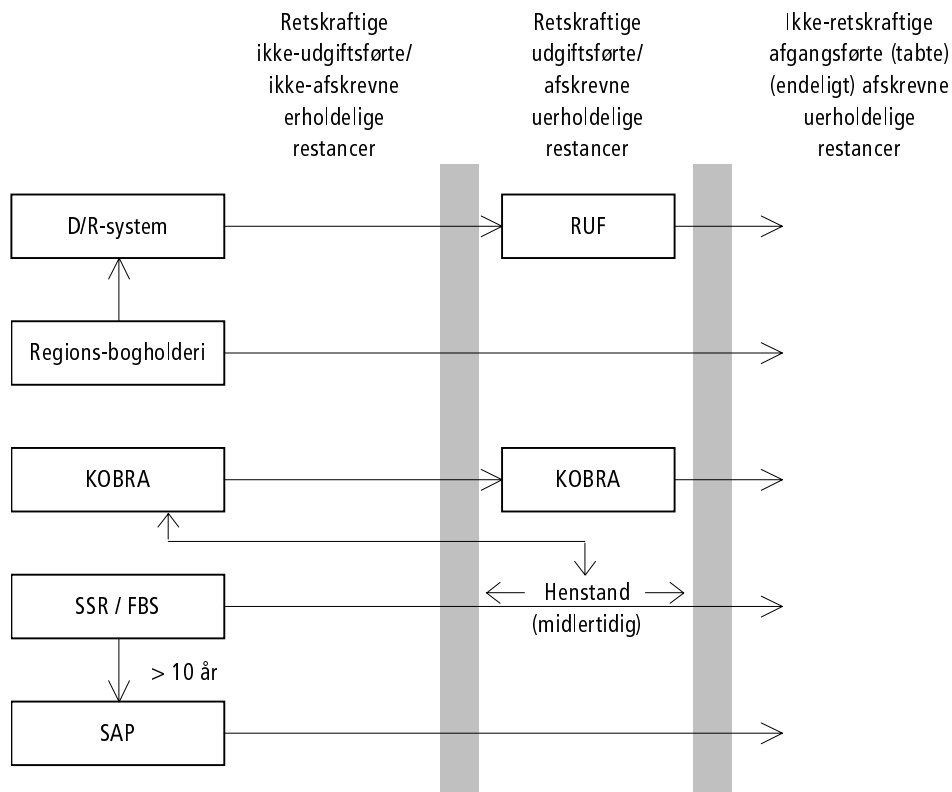 Retskraftige
ikke-udgiftsførte/
ikke-afskrevne
erholdelige
restancer
Retskraftige
udgiftsførte/
afskrevne
uerholdelige
restancer
Ikke-retskraftige
afgangsførte (tabte)
(endeligt) afskrevne
uerholdelige
restancer
D/R-system
RUF
Regions-bogholderi
KOBRA
KOBRA
SSR / FBS
Henstand
(midlertidig)
> 10 år
SAP